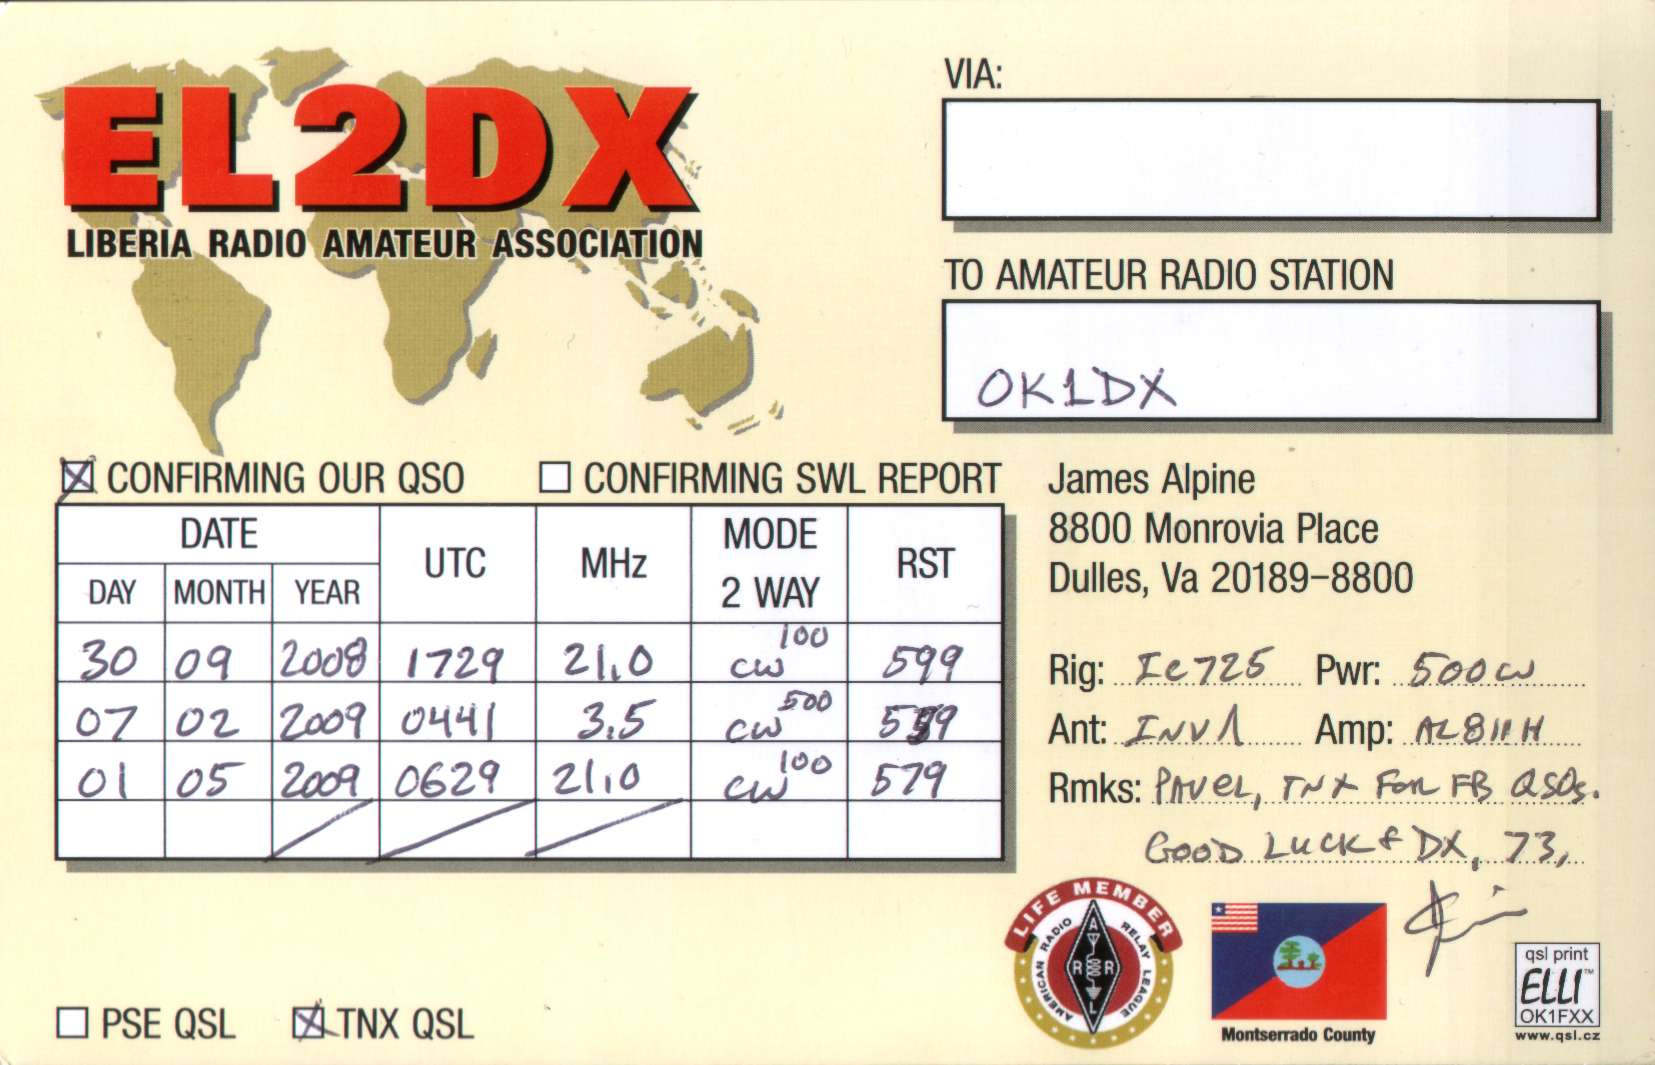 EL2DX
LIBERIA RADIO AMATEUR ASSOCIATION
VIA:
TO AMATEUR RADIO STATION
OK1DX
CONFIRMING OUR QSO
CONFIRMING SWL REPORT
DATE UTC MHz MODE 2 WAY RST
DAY MONTH YEAR
30 09 2008 1729 21.0 CW 100 599
07 02 2009 0441 3.5 CW 500 559
01 05 2009 0629 21.0 CW 100 579
James Alpine
8800 Monrovia Place
Dulles, Va 20189-8800
Rig: IC725 Pwr: 500W
Ant: INV Λ Amp: AL811H
Rmks: PAVEL, TNX FOR FB QSOs.
GOOD LUCK & DX, 73,
Jim
LIFE MEMBER
AMERICAN RADIO RELAY LEAGUE
A
R R
L
Montserrado County
qsl print
ELLI™
OK1FXX
www.qsl.cz
PSE QSL
TNX QSL